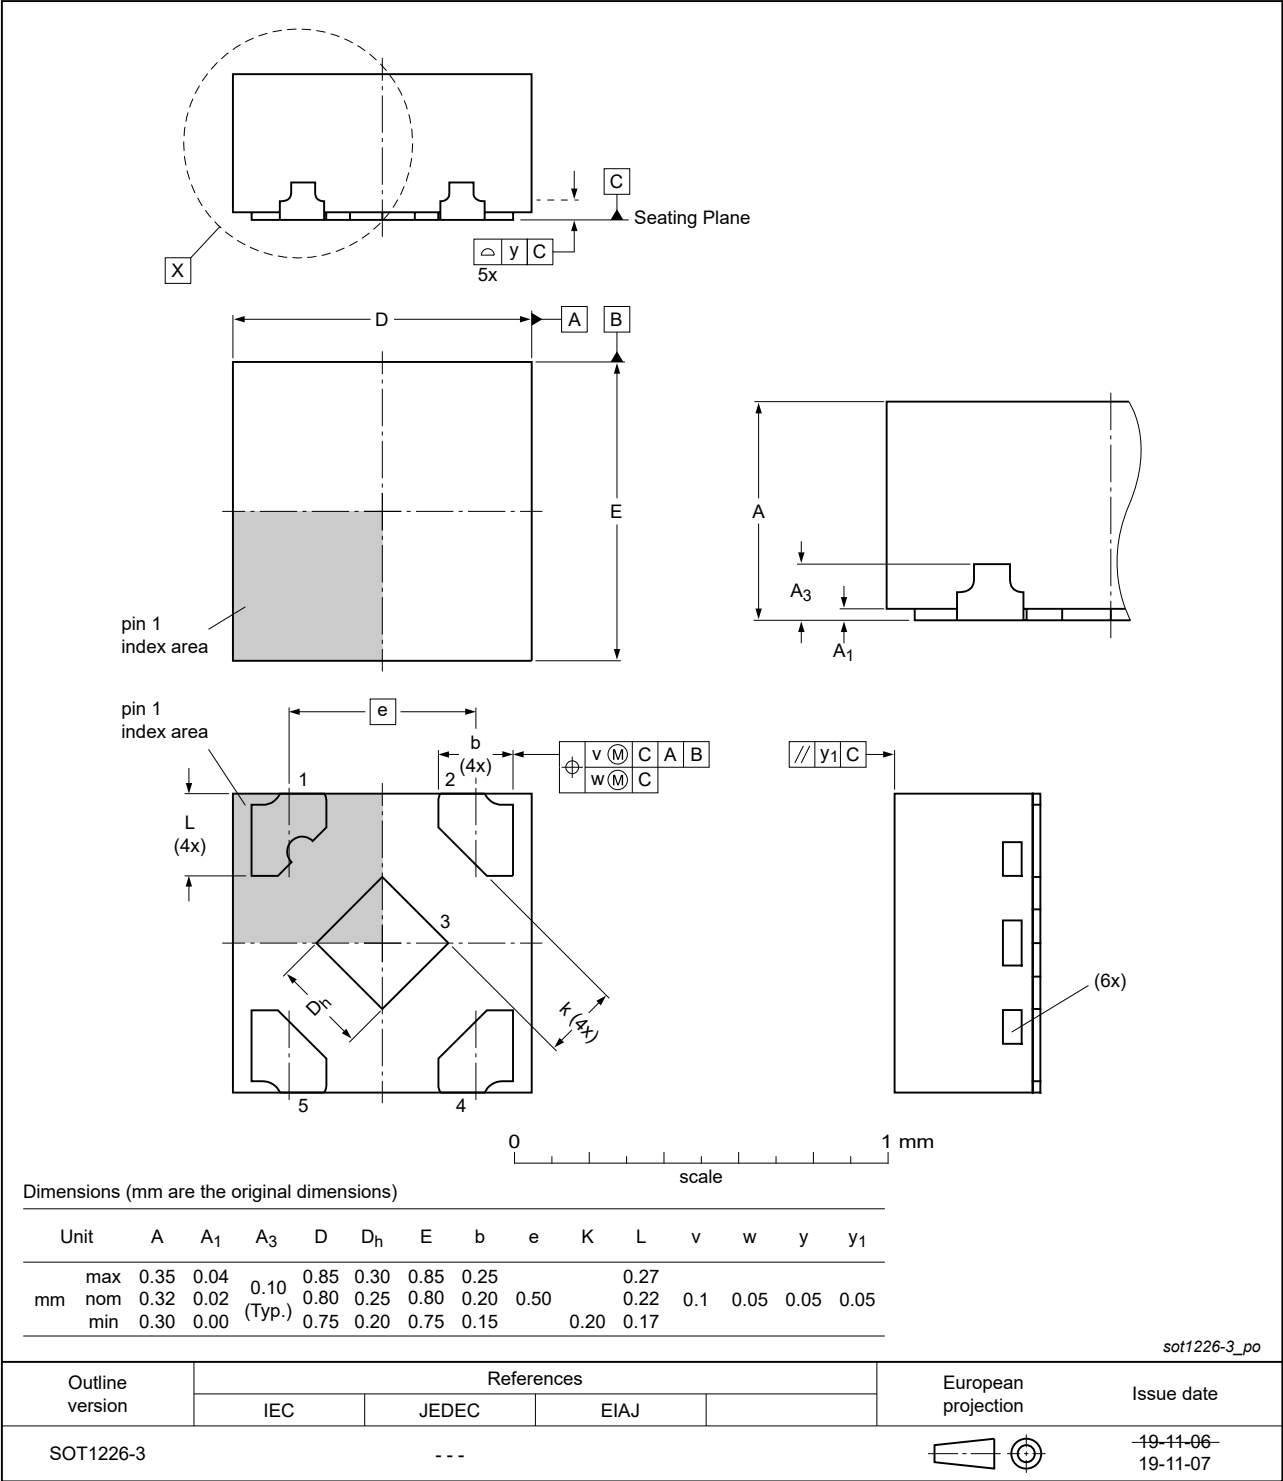 C
Seating Plane
⌓ y C
5x
X
D
A
B
E
pin 1
index area
A
A3
A1
pin 1
index area
e
b
(4x)
v Ⓜ C A B
w Ⓜ C
// y1 C
1
2
L
(4x)
3
Dh
k (4x)
(6x)
5
4
0
1 mm
scale
Dimensions (mm are the original dimensions)
Unit A A1 A3 D Dh E b e K L v w y y1
mm
max 0.35 0.04 0.85 0.30 0.85 0.25 0.27
nom 0.32 0.02 0.10 (Typ.) 0.80 0.25 0.80 0.20 0.50 0.22 0.1 0.05 0.05 0.05
min 0.30 0.00 0.75 0.20 0.75 0.15 0.20 0.17
sot1226-3_po
Outline
version
References
IEC JEDEC EIAJ
European
projection
Issue date
SOT1226-3
- - -
19-11-06
19-11-07